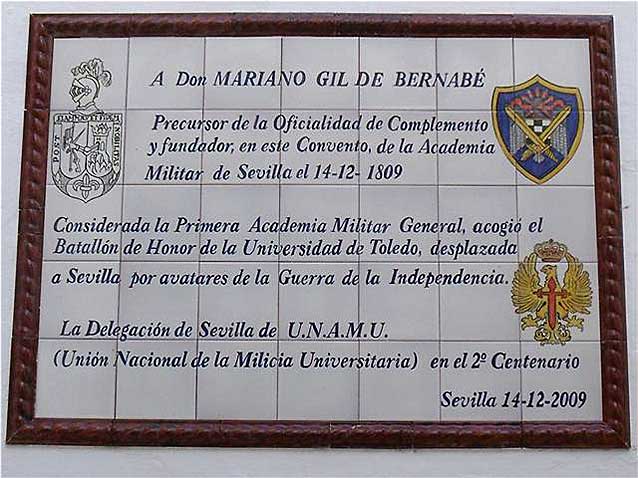 A Don MARIANO GIL DE BERNABÉ
Precursor de la Oficialidad de Complemento
y fundador, en este Convento, de la Academia
Militar de Sevilla el 14-12- 1809
Considerada la Primera Academia Militar General, acogió el
Batallón de Honor de la Universidad de Toledo, desplazada
a Sevilla por avatares de la Guerra de la Independencia.
La Delegación de Sevilla de U.N.A.M.U.
(Unión Nacional de la Milicia Universitaria) en el 2º Centenario
Sevilla 14-12-2009